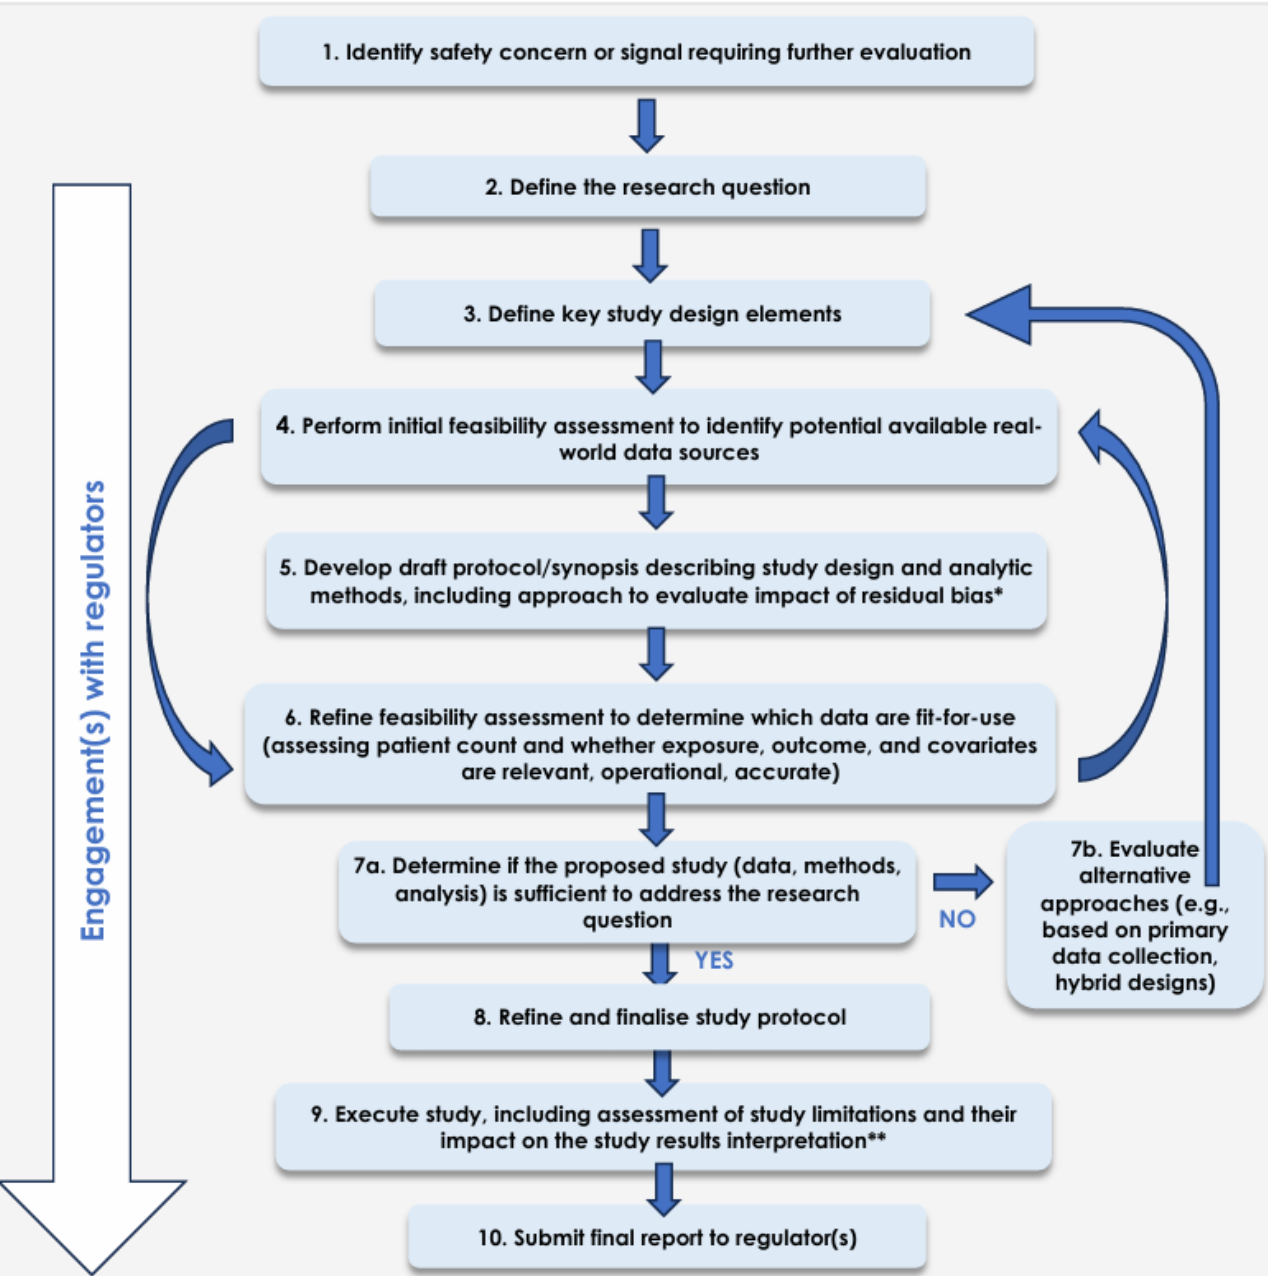 1. Identify safety concern or signal requiring further evaluation
2. Define the research question
3. Define key study design elements
4. Perform initial feasibility assessment to identify potential available real-
world data sources
5. Develop draft protocol/synopsis describing study design and analytic
methods, including approach to evaluate impact of residual bias*
6. Refine feasibility assessment to determine which data are fit-for-use
(assessing patient count and whether exposure, outcome, and covariates
are relevant, operational, accurate)
7a. Determine if the proposed study (data, methods,
analysis) is sufficient to address the research
question
NO
7b. Evaluate
alternative
approaches (e.g.,
based on primary
data collection,
hybrid designs)
YES
8. Refine and finalise study protocol
9. Execute study, including assessment of study limitations and their
impact on the study results interpretation**
10. Submit final report to regulator(s)
Engagement(s) with regulators